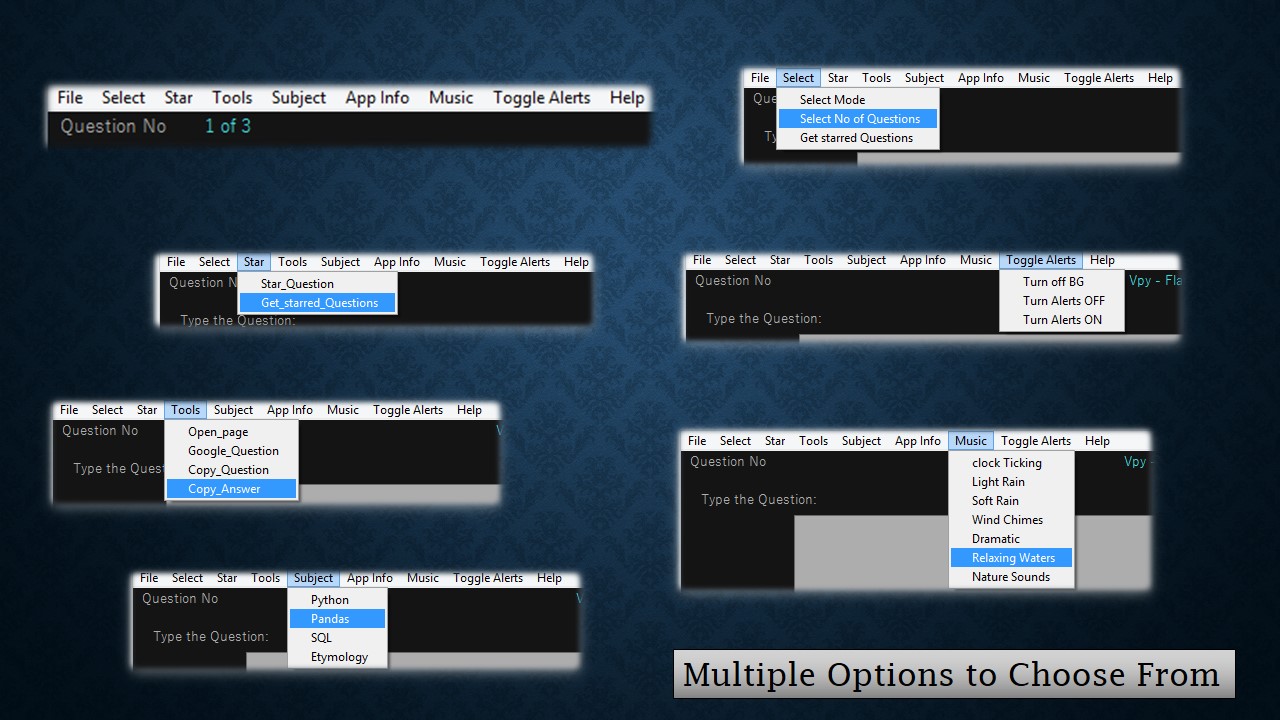 File Select Star Tools Subject App Info Music Toggle Alerts Help
Question No 1 of 3
File Select Star Tools Subject App Info Music Toggle Alerts Help
Que
Select Mode
Select No of Questions
Ty
Get starred Questions
File Select Star Tools Subject App Info Music Toggle Alerts Help
Question N
Star_Question
Get_starred_Questions
Type the Question:
File Select Star Tools Subject App Info Music Toggle Alerts Help
Question No
Turn off BG
Vpy - Fla
Turn Alerts OFF
Type the Question:
Turn Alerts ON
File Select Star Tools Subject App Info Music Toggle Alerts Help
Question No
Open_page
V
Google_Question
Type the Quest
Copy_Question
Copy_Answer
File Select Star Tools Subject App Info Music Toggle Alerts Help
Question No
clock Ticking
Vpy -
Light Rain
Type the Question:
Soft Rain
Wind Chimes
Dramatic
Relaxing Waters
Nature Sounds
File Select Star Tools Subject App Info Music Toggle Alerts Help
Question No
Python
V
Pandas
Type the Question:
SQL
Etymology
Multiple Options to Choose From